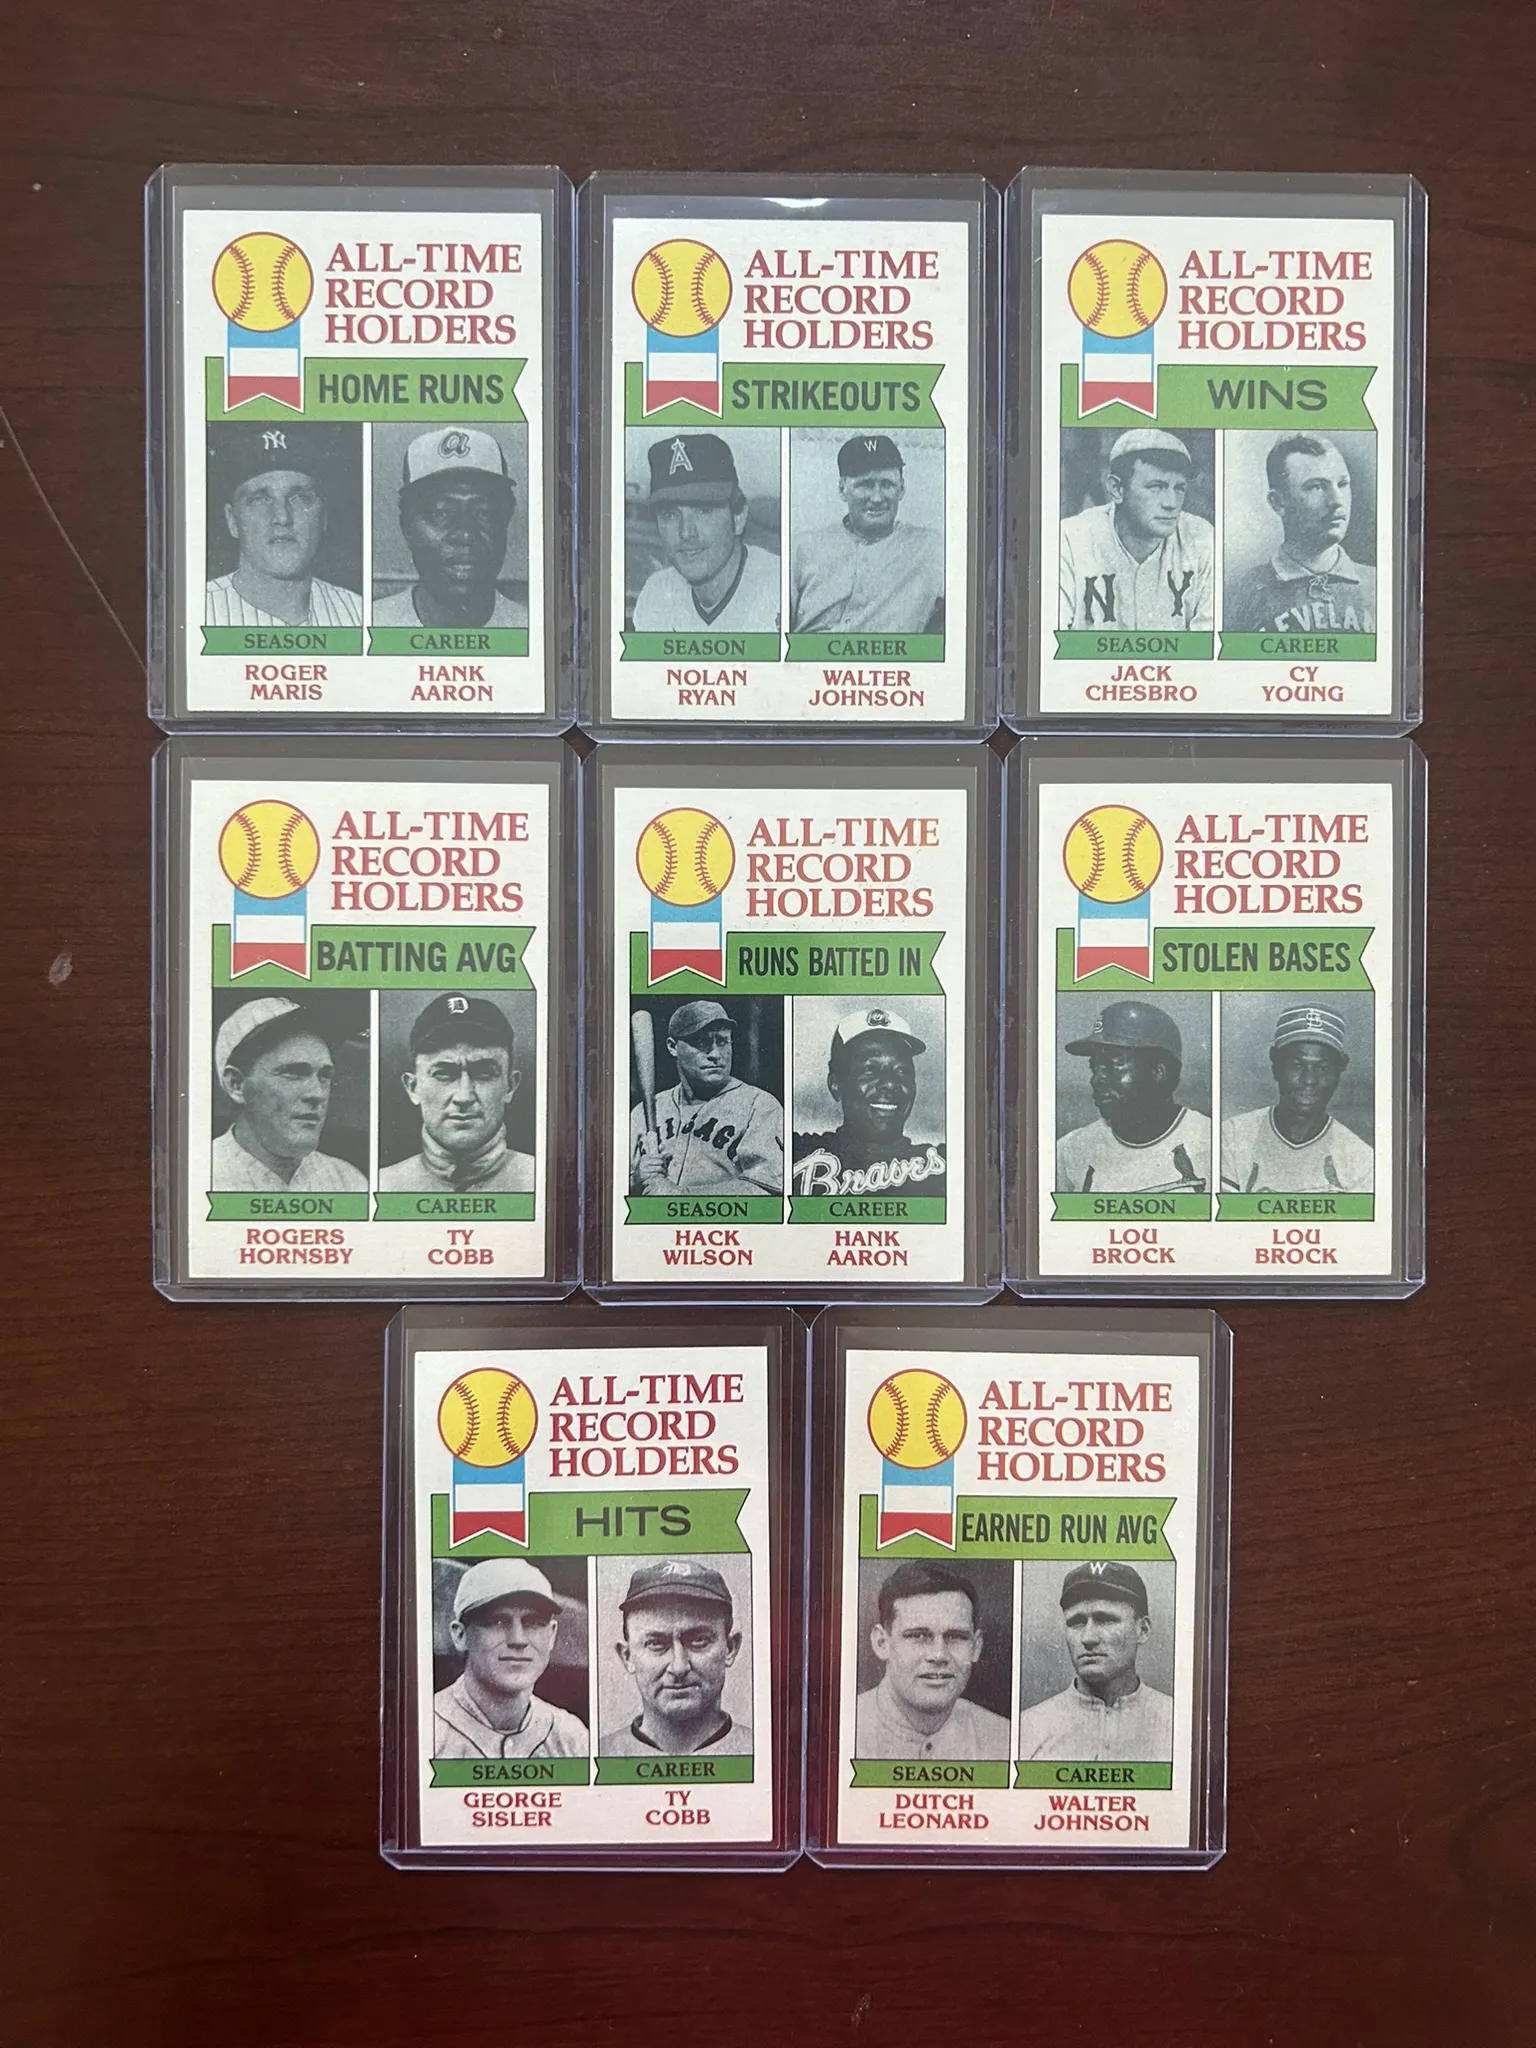 ALL-TIME
RECORD
HOLDERS
HOME RUNS
NY
a
SEASON
CAREER
ROGER
MARIS
HANK
AARON
ALL-TIME
RECORD
HOLDERS
STRIKEOUTS
A
W
SEASON
CAREER
NOLAN
RYAN
WALTER
JOHNSON
ALL-TIME
RECORD
HOLDERS
WINS
N Y
EVELAN
SEASON
CAREER
JACK
CHESBRO
CY
YOUNG
ALL-TIME
RECORD
HOLDERS
BATTING AVG
D
SEASON
CAREER
ROGERS
HORNSBY
TY
COBB
ALL-TIME
RECORD
HOLDERS
RUNS BATTED IN
a
HICAG
Braves
SEASON
CAREER
HACK
WILSON
HANK
AARON
ALL-TIME
RECORD
HOLDERS
STOLEN BASES
STL
SEASON
CAREER
LOU
BROCK
LOU
BROCK
ALL-TIME
RECORD
HOLDERS
HITS
D
SEASON
CAREER
GEORGE
SISLER
TY
COBB
ALL-TIME
RECORD
HOLDERS
EARNED RUN AVG
W
SEASON
CAREER
DUTCH
LEONARD
WALTER
JOHNSON